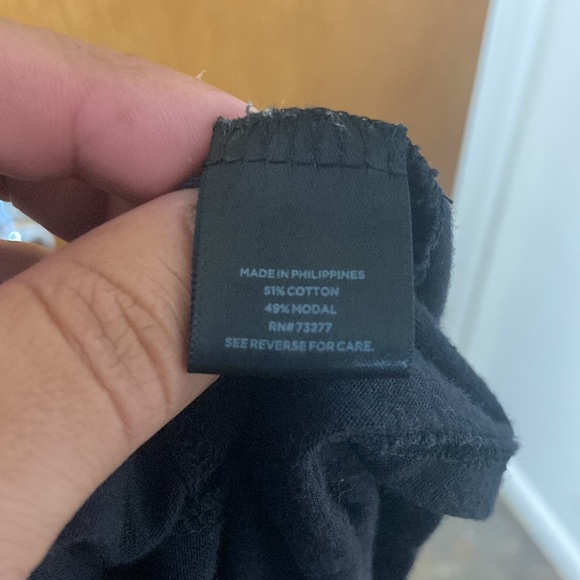 MADE IN PHILIPPINES
51% COTTON
49% MODAL
RN# 73277
SEE REVERSE FOR CARE.